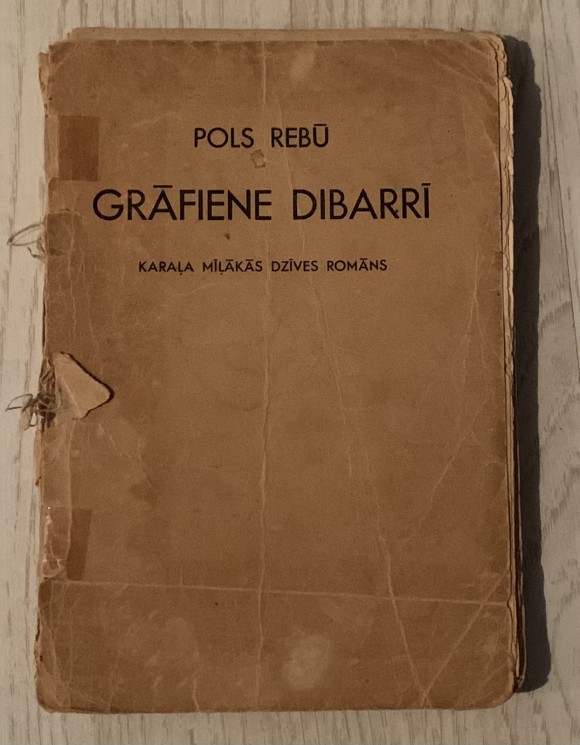 POLS REBŪ
GRĀFIENE DIBARRĪ
KARAĻA MĪĻĀKĀS DZĪVES ROMĀNS